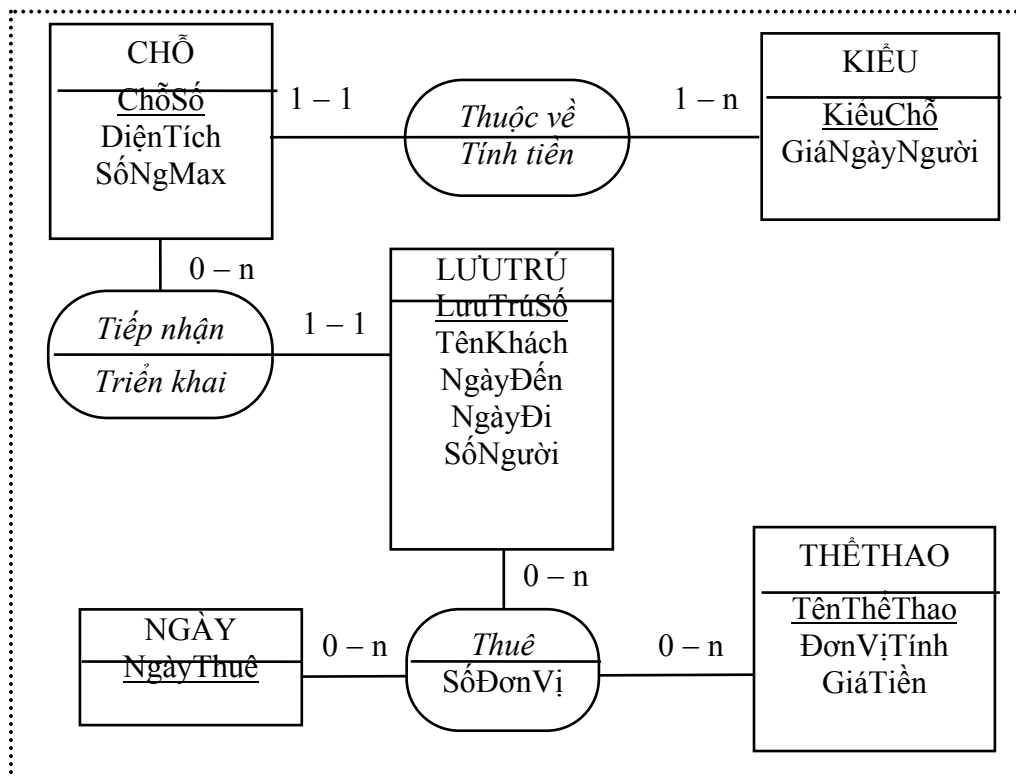 CHỖ
ChỗSố
DiệnTích
SốNgMax
1 – 1
Thuộc về
Tính tiền
1 – n
KIỂU
KiểuChỗ
GiáNgàyNgười
0 – n
Tiếp nhận
Triển khai
1 – 1
LƯUTRÚ
LưuTrúSố
TênKhách
NgàyĐến
NgàyĐi
SốNgười
0 – n
NGÀY
NgàyThuê
0 – n
Thuê
SốĐơnVị
0 – n
THỂTHAO
TênThểThao
ĐơnVịTính
GiáTiền